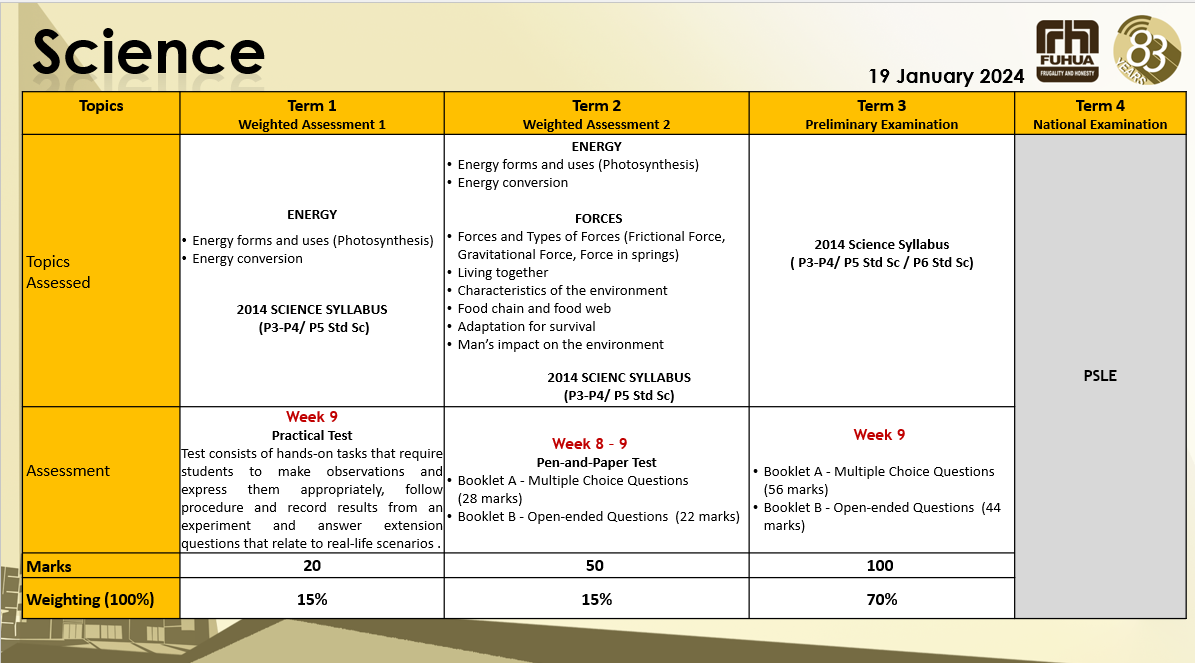 Science
19 January 2024
FUHUA
FRUGALITY AND HONESTY
83
YEARS
Topics
Term 1
Weighted Assessment 1
Term 2
Weighted Assessment 2
Term 3
Preliminary Examination
Term 4
National Examination
Topics
Assessed
ENERGY
• Energy forms and uses (Photosynthesis)
• Energy conversion
2014 SCIENCE SYLLABUS
(P3-P4/ P5 Std Sc)
ENERGY
• Energy forms and uses (Photosynthesis)
• Energy conversion
FORCES
• Forces and Types of Forces (Frictional Force,
Gravitational Force, Force in springs)
• Living together
• Characteristics of the environment
• Food chain and food web
• Adaptation for survival
• Man’s impact on the environment
2014 SCIENC SYLLABUS
(P3-P4/ P5 Std Sc)
2014 Science Syllabus
( P3-P4/ P5 Std Sc / P6 Std Sc)
PSLE
Assessment
Week 9
Practical Test
Test consists of hands-on tasks that require
students to make observations and
express them appropriately, follow
procedure and record results from an
experiment and answer extension
questions that relate to real-life scenarios .
Week 8 – 9
Pen-and-Paper Test
• Booklet A - Multiple Choice Questions
(28 marks)
• Booklet B - Open-ended Questions (22 marks)
Week 9
• Booklet A - Multiple Choice Questions
(56 marks)
• Booklet B - Open-ended Questions (44
marks)
Marks
20
50
100
Weighting (100%)
15%
15%
70%